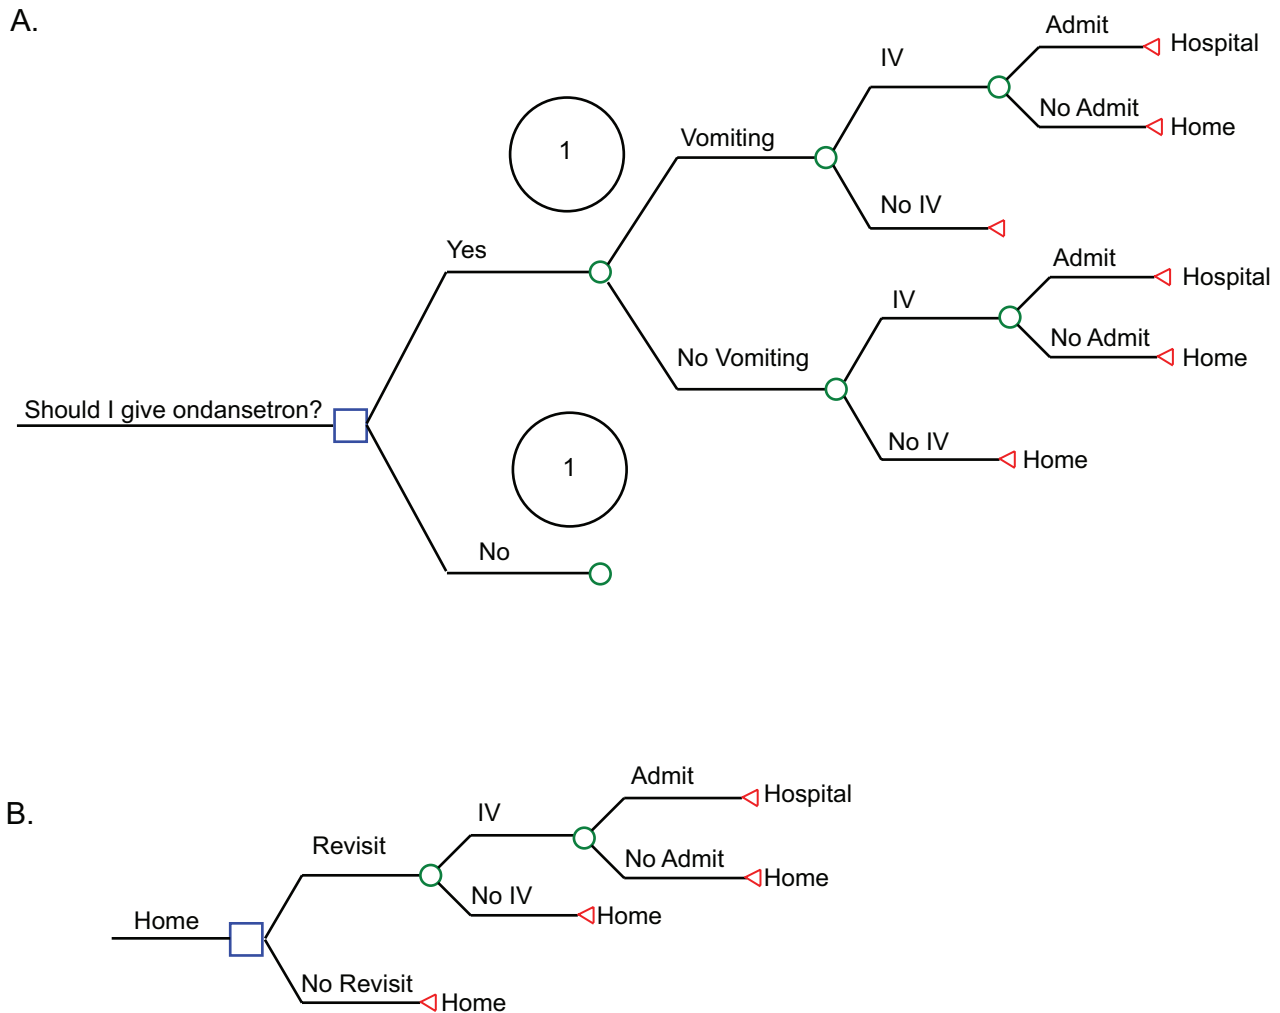 A.
Admit
Hospital
IV
No Admit
Home
1
Vomiting
No IV
Yes
Admit
Hospital
IV
No Admit
Home
No Vomiting
Should I give ondansetron?
No IV
Home
1
No
B.
Admit
Hospital
IV
Revisit
No Admit
Home
No IV
Home
Home
No Revisit
Home